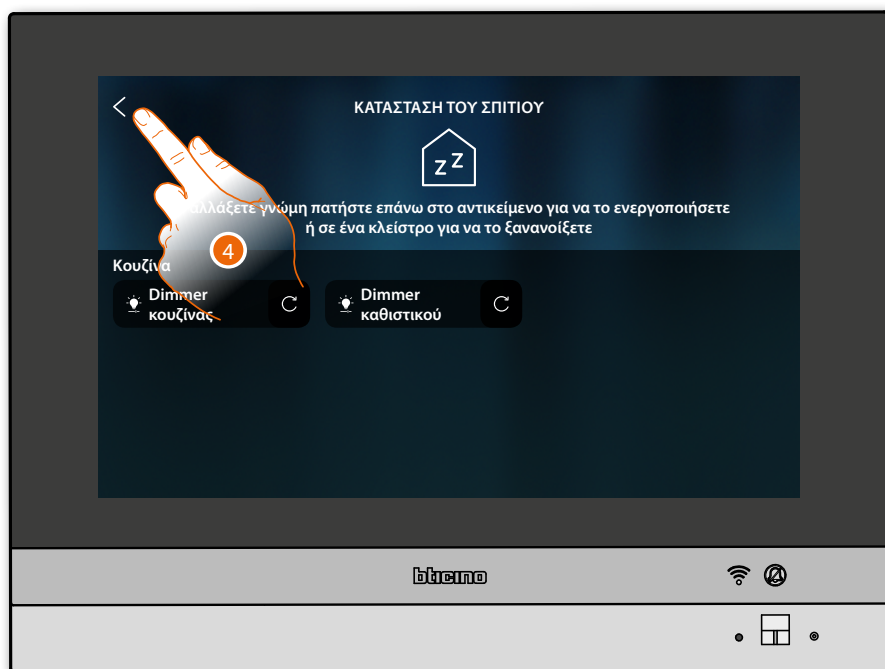 ΚΑΤΑΣΤΑΣΗ ΤΟΥ ΣΠΙΤΙΟΥ
z Z
αλλάξετε γνώμη πατήστε επάνω στο αντικείμενο για να το ενεργοποιήσετε
ή σε ένα κλείστρο για να το ξανανοίξετε
4
Κουζίνα
Dimmer
κουζίνας
Dimmer
καθιστικού
bticino